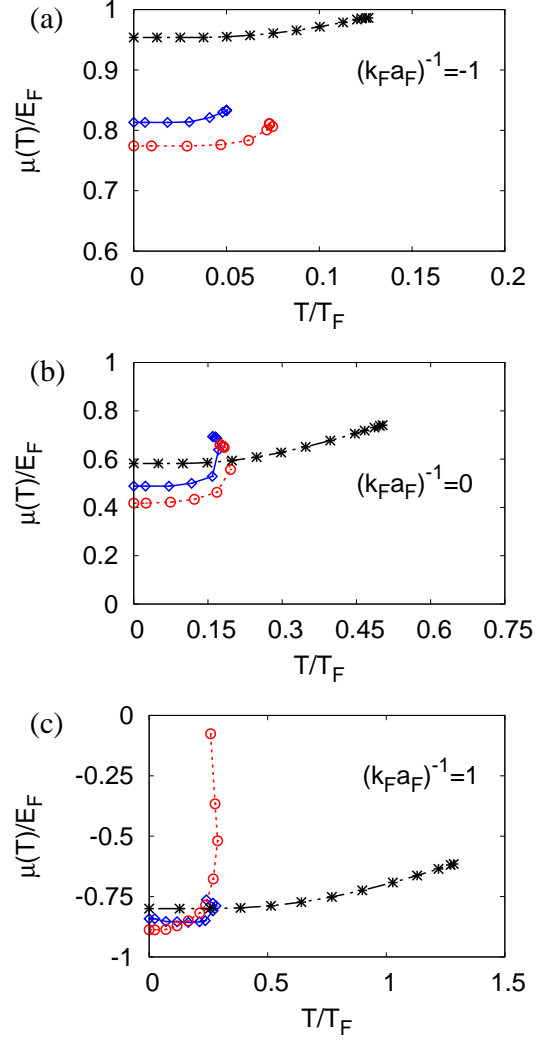 (a)
1
0.9
0.8
0.7
0.6
μ(T)/E_F
(k_Fa_F)^-1=-1
0 0.05 0.1 0.15 0.2
T/T_F
(b)
1
0.8
0.6
0.4
0.2
0
μ(T)/E_F
(k_Fa_F)^-1=0
0 0.15 0.3 0.45 0.6 0.75
T/T_F
(c)
0
-0.25
-0.5
-0.75
-1
μ(T)/E_F
(k_Fa_F)^-1=1
0 0.5 1 1.5
T/T_F